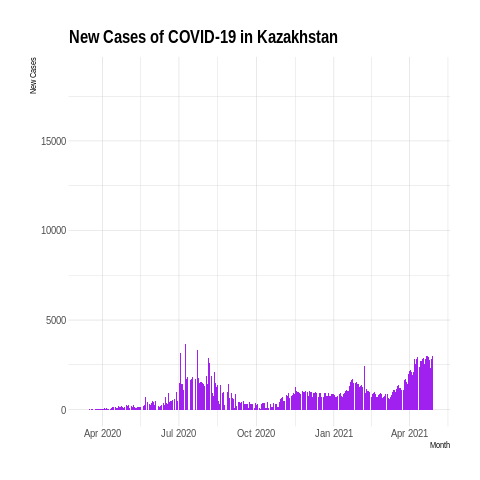 New Cases of COVID-19 in Kazakhstan
New Cases
15000
10000
5000
0
Apr 2020 Jul 2020 Oct 2020 Jan 2021 Apr 2021
Month